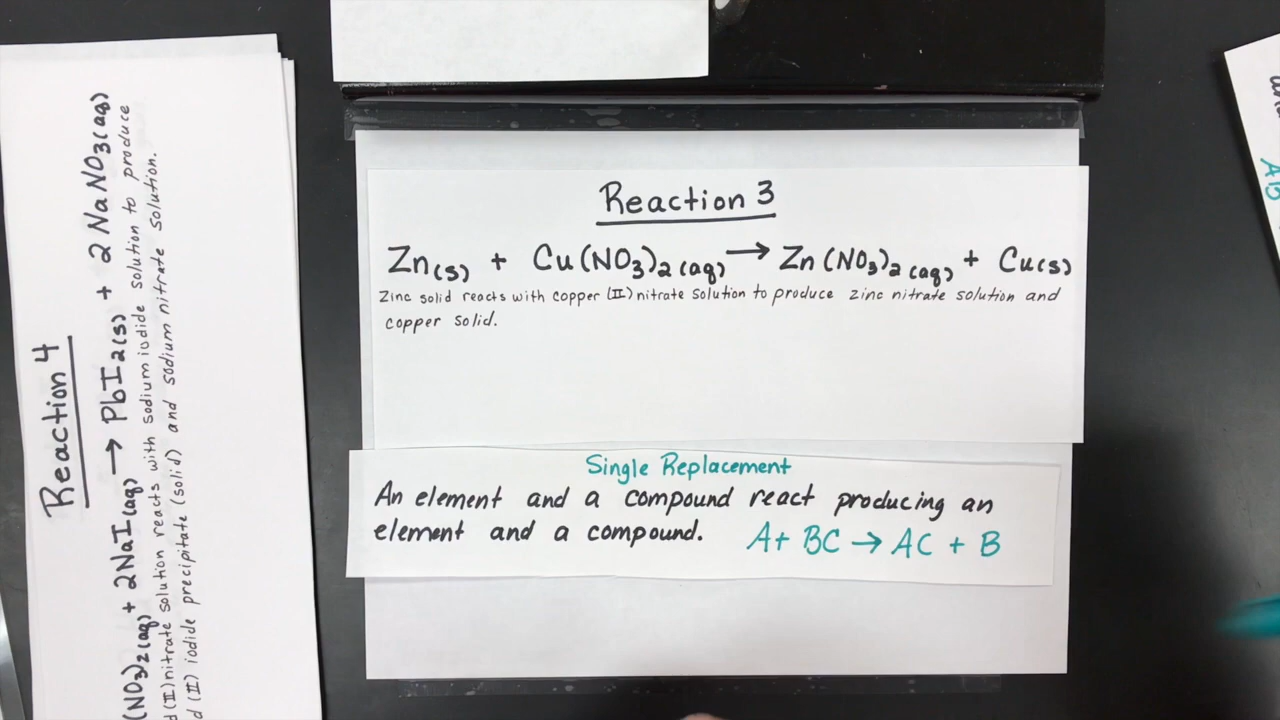 Reaction 3
Zn(s) + Cu(NO3)2(aq) → Zn(NO3)2(aq) + Cu(s)
Zinc solid reacts with copper (II) nitrate solution to produce zinc nitrate solution and
copper solid.
Single Replacement
An element and a compound react producing an
element and a compound. A + BC → AC + B
Reaction 4
(NO3)2(aq) + 2NaI(aq) → PbI2(s) + 2NaNO3(aq)
(II) nitrate solution reacts with sodium iodide solution to produce
(II) iodide precipitate (solid) and sodium nitrate solution.